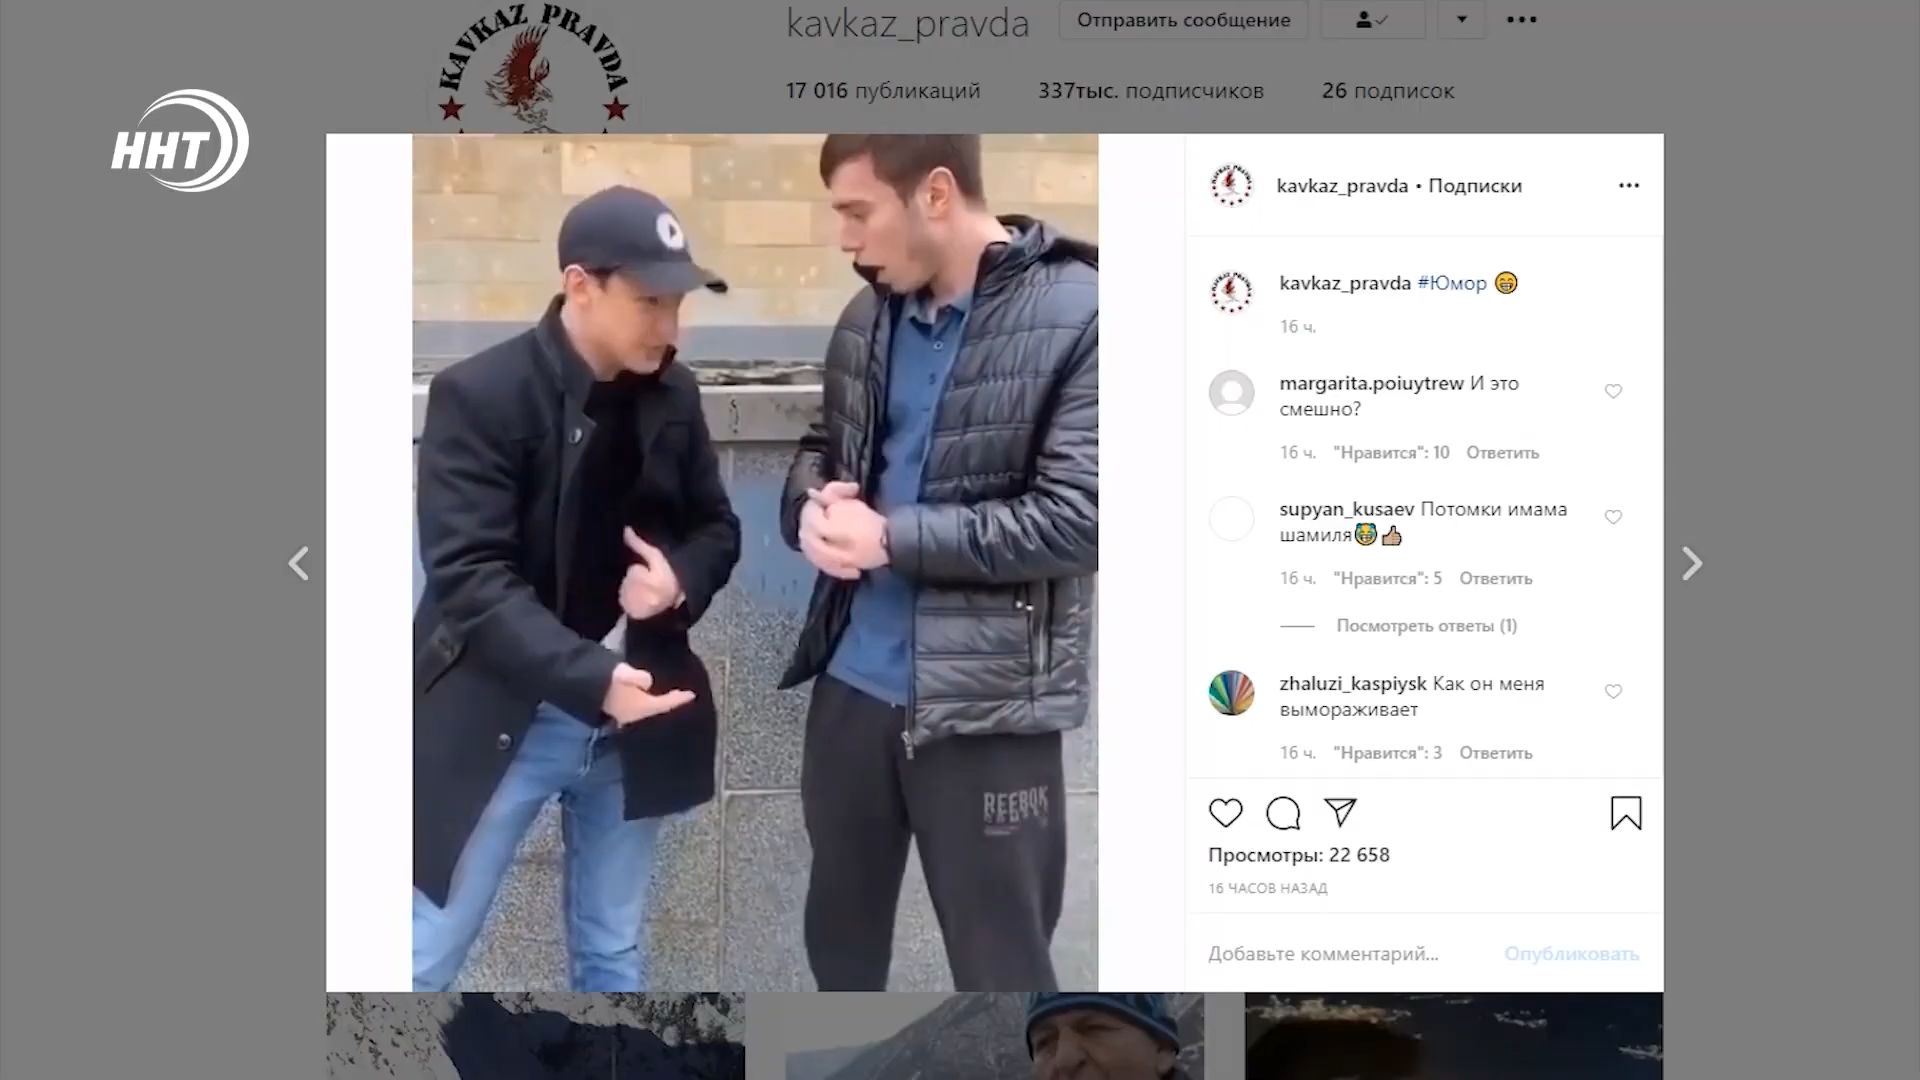 KAVKAZ PRAVDA
kavkaz_pravda
Отправить сообщение
17 016 публикаций
337тыс. подписчиков
26 подписок
ННТ
kavkaz_pravda • Подписки
kavkaz_pravda #Юмор 😁
16 ч.
margarita.poiuytrew И это
смешно?
16 ч. "Нравится": 10 Ответить
supyan_kusaev Потомки имама
шамиля😹👍🏼
16 ч. "Нравится": 5 Ответить
Посмотреть ответы (1)
zhaluzi_kaspiysk Как он меня
вымораживает
16 ч. "Нравится": 3 Ответить
REEBOK
Просмотры: 22 658
16 ЧАСОВ НАЗАД
Добавьте комментарий...
Опубликовать